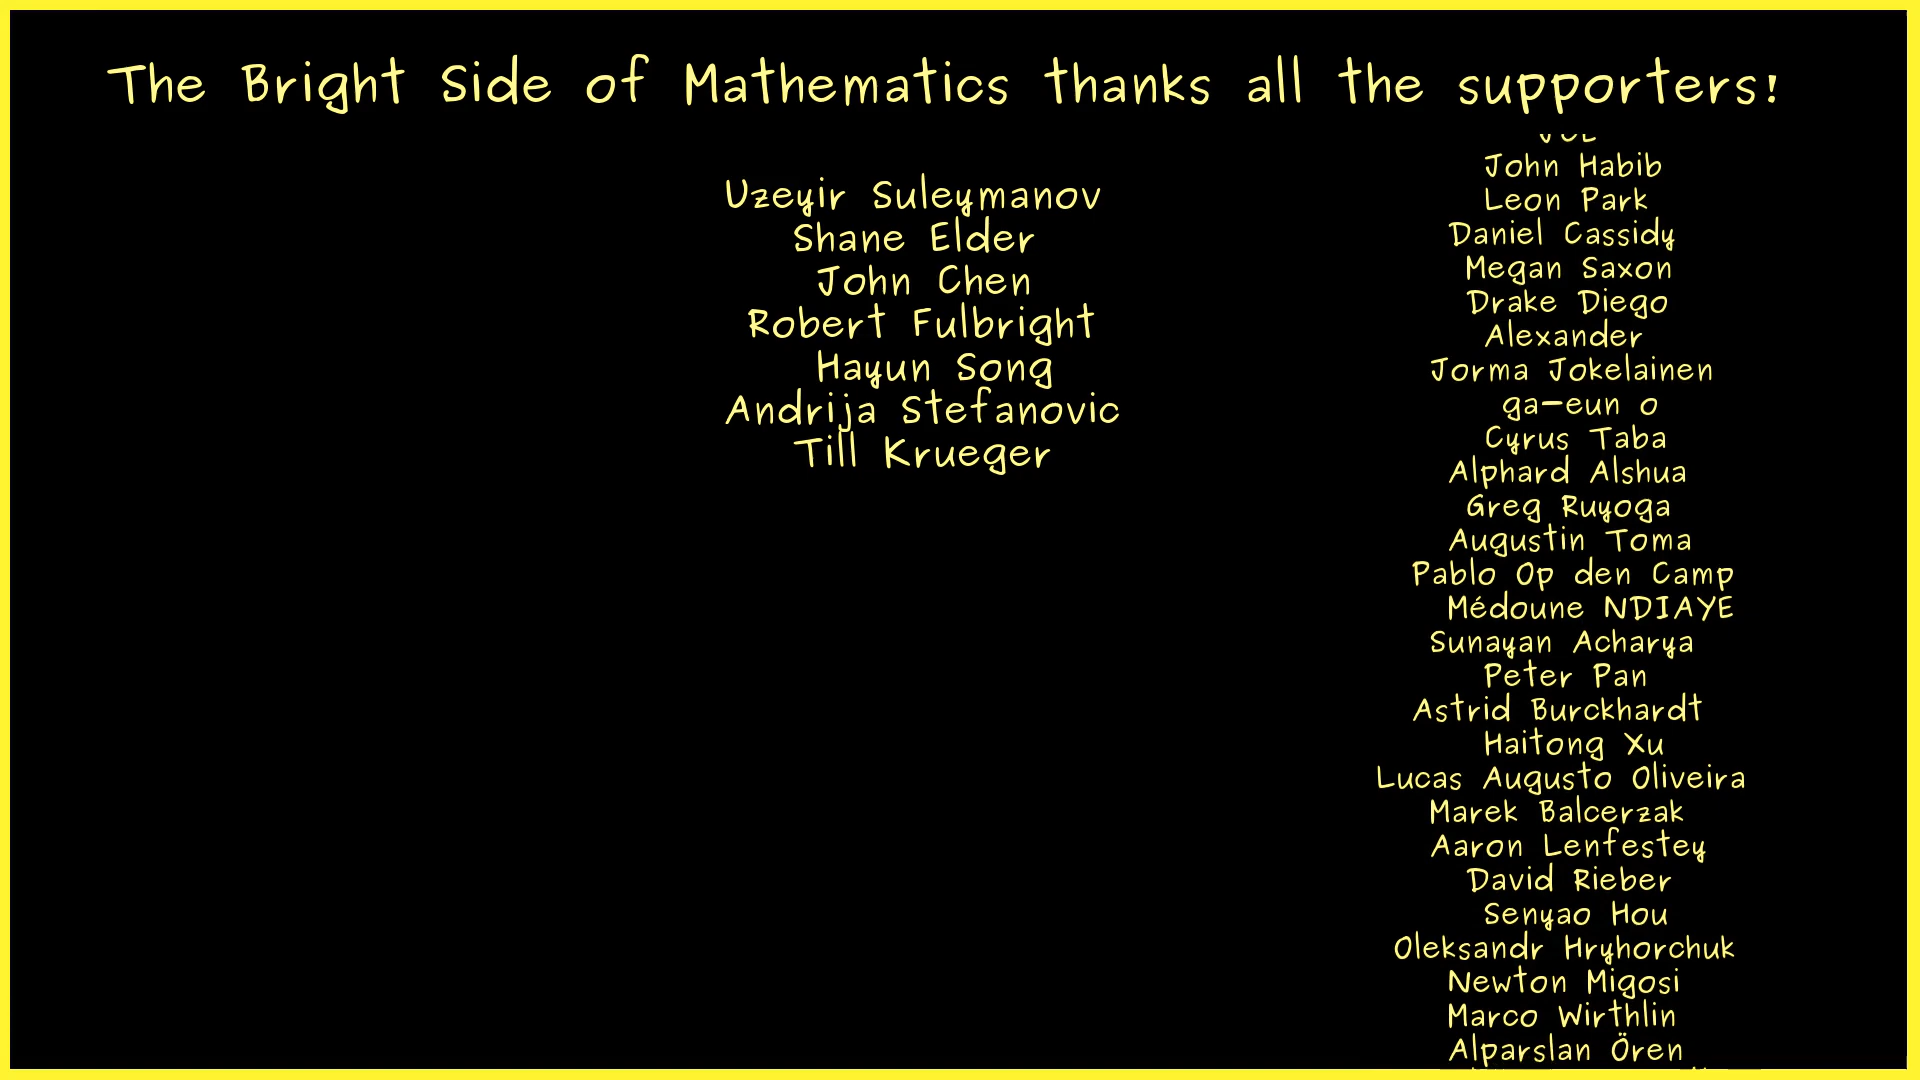 The Bright Side of Mathematics thanks all the supporters!
Uzeyir Suleymanov
Shane Elder
John Chen
Robert Fulbright
Hayun Song
Andrija Stefanovic
Till Krueger
John Habib
Leon Park
Daniel Cassidy
Megan Saxon
Drake Diego
Alexander
Jorma Jokelainen
ga-eun o
Cyrus Taba
Alphard Alshua
Greg Ruyoga
Augustin Toma
Pablo Op den Camp
Médoune NDIAYE
Sunayan Acharya
Peter Pan
Astrid Burckhardt
Haitong Xu
Lucas Augusto Oliveira
Marek Balcerzak
Aaron Lenfestey
David Rieber
Senyao Hou
Oleksandr Hryhorchuk
Newton Migosi
Marco Wirthlin
Alparslan Ören